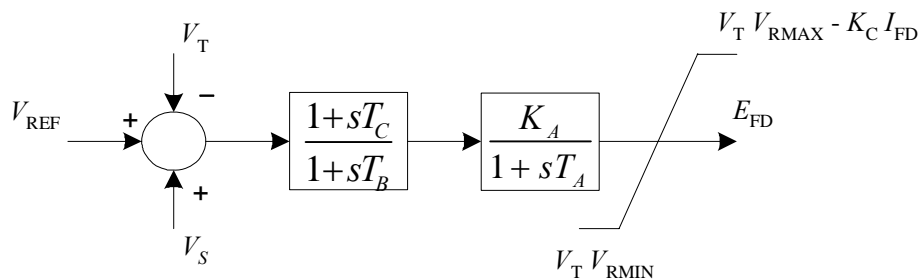 V_T V_RMAX - K_C I_FD
V_T
−
V_REF
+
1+sT_C
1+sT_B
K_A
1+sT_A
E_FD
+
V_S
V_T V_RMIN